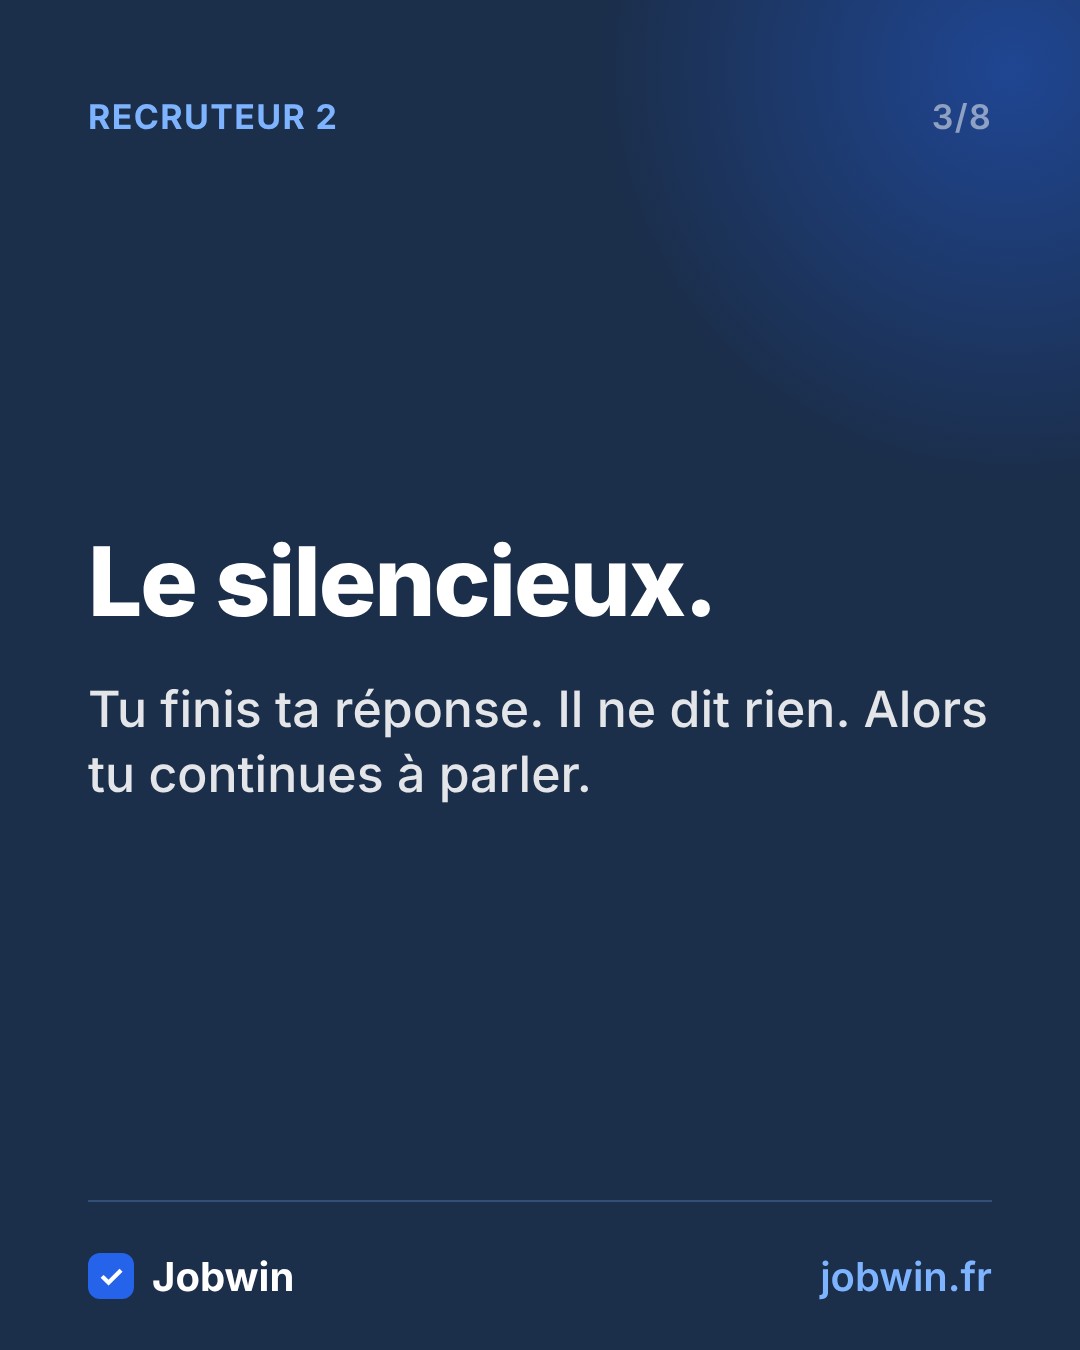 RECRUTEUR 2
3/8
Le silencieux.
Tu finis ta réponse. Il ne dit rien. Alors
tu continues à parler.
Jobwin
jobwin.fr